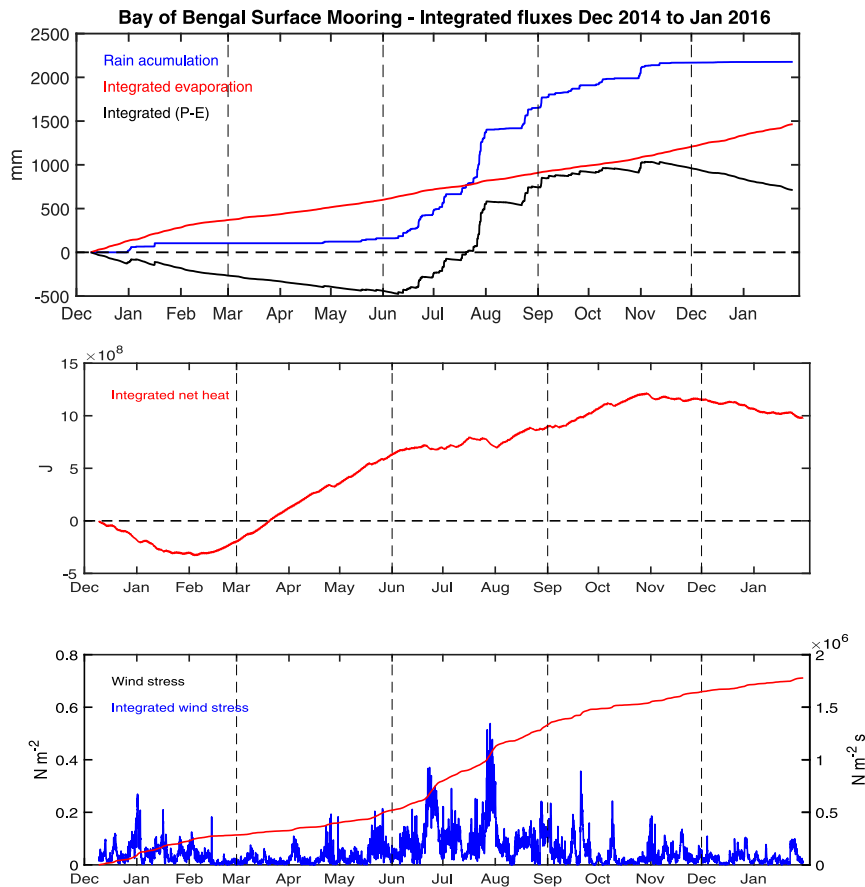 Bay of Bengal Surface Mooring - Integrated fluxes Dec 2014 to Jan 2016
2500
2000
1500
1000
500
0
-500
mm
Rain acumulation
Integrated evaporation
Integrated (P-E)
Dec Jan Feb Mar Apr May Jun Jul Aug Sep Oct Nov Dec Jan
×10^8
15
10
5
0
-5
J
Integrated net heat
Dec Jan Feb Mar Apr May Jun Jul Aug Sep Oct Nov Dec Jan
0.8
0.6
0.4
0.2
0
N m^-2
Wind stress
Integrated wind stress
×10^6
2
1.5
1
0.5
0
N m^-2 s
Dec Jan Feb Mar Apr May Jun Jul Aug Sep Oct Nov Dec Jan